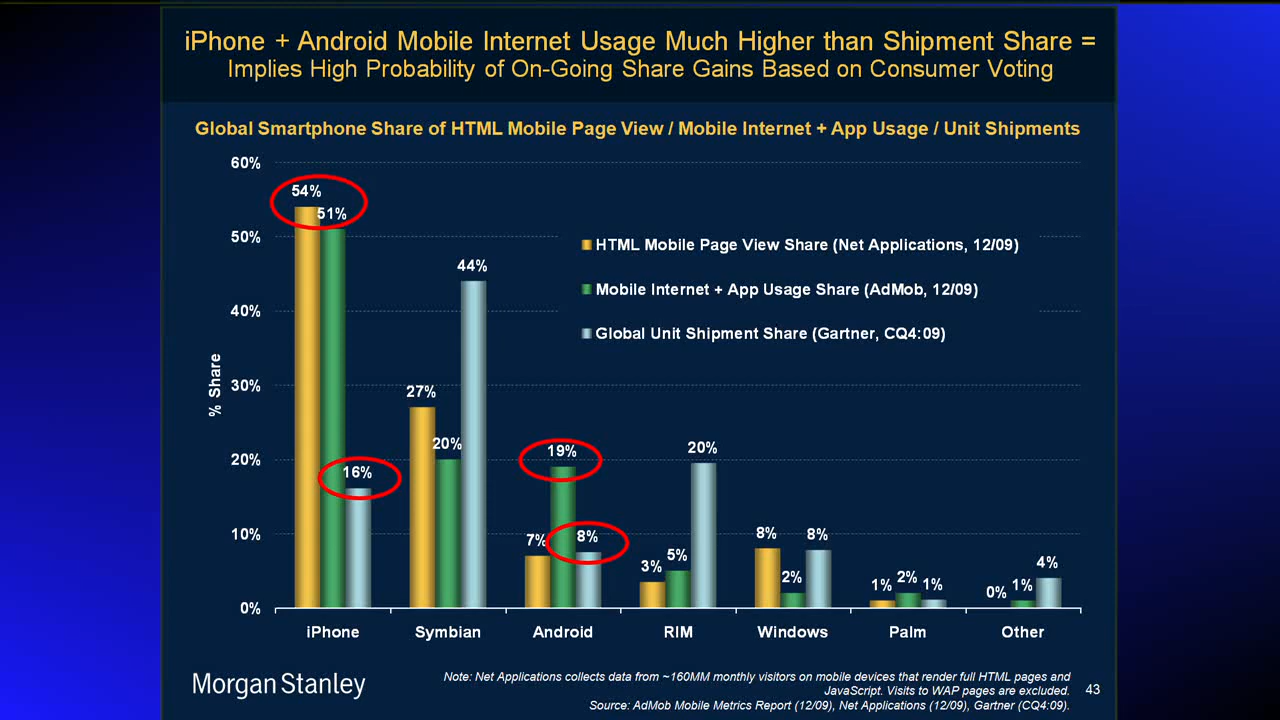 iPhone + Android Mobile Internet Usage Much Higher than Shipment Share =
Implies High Probability of On-Going Share Gains Based on Consumer Voting
Global Smartphone Share of HTML Mobile Page View / Mobile Internet + App Usage / Unit Shipments
60%
50%
40%
30%
20%
10%
0%
% Share
HTML Mobile Page View Share (Net Applications, 12/09)
Mobile Internet + App Usage Share (AdMob, 12/09)
Global Unit Shipment Share (Gartner, CQ4:09)
54%
51%
16%
27%
20%
44%
7%
19%
8%
3%
5%
20%
8%
2%
8%
1%
2%
1%
0%
1%
4%
iPhone
Symbian
Android
RIM
Windows
Palm
Other
Morgan Stanley
Note: Net Applications collects data from ~160MM monthly visitors on mobile devices that render full HTML pages and
JavaScript. Visits to WAP pages are excluded.
Source: AdMob Mobile Metrics Report (12/09), Net Applications (12/09), Gartner (CQ4:09).
43